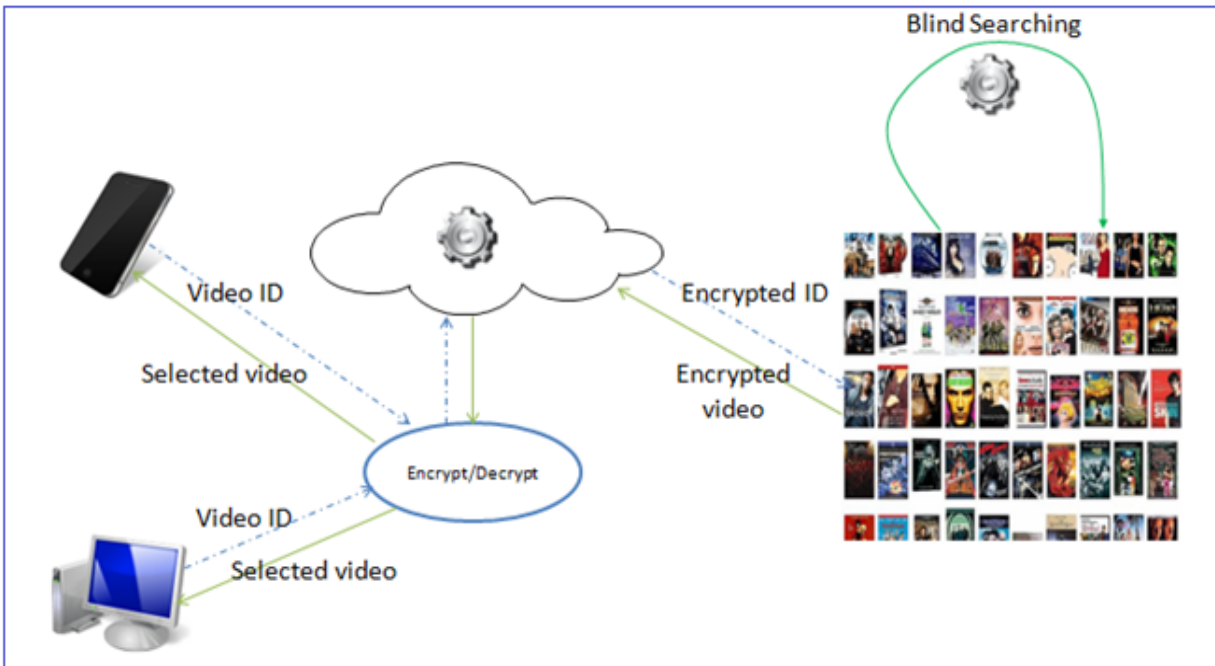 Blind Searching
Video ID
Selected video
Encrypted ID
Encrypted
video
Encrypt/Decrypt
Video ID
Selected video